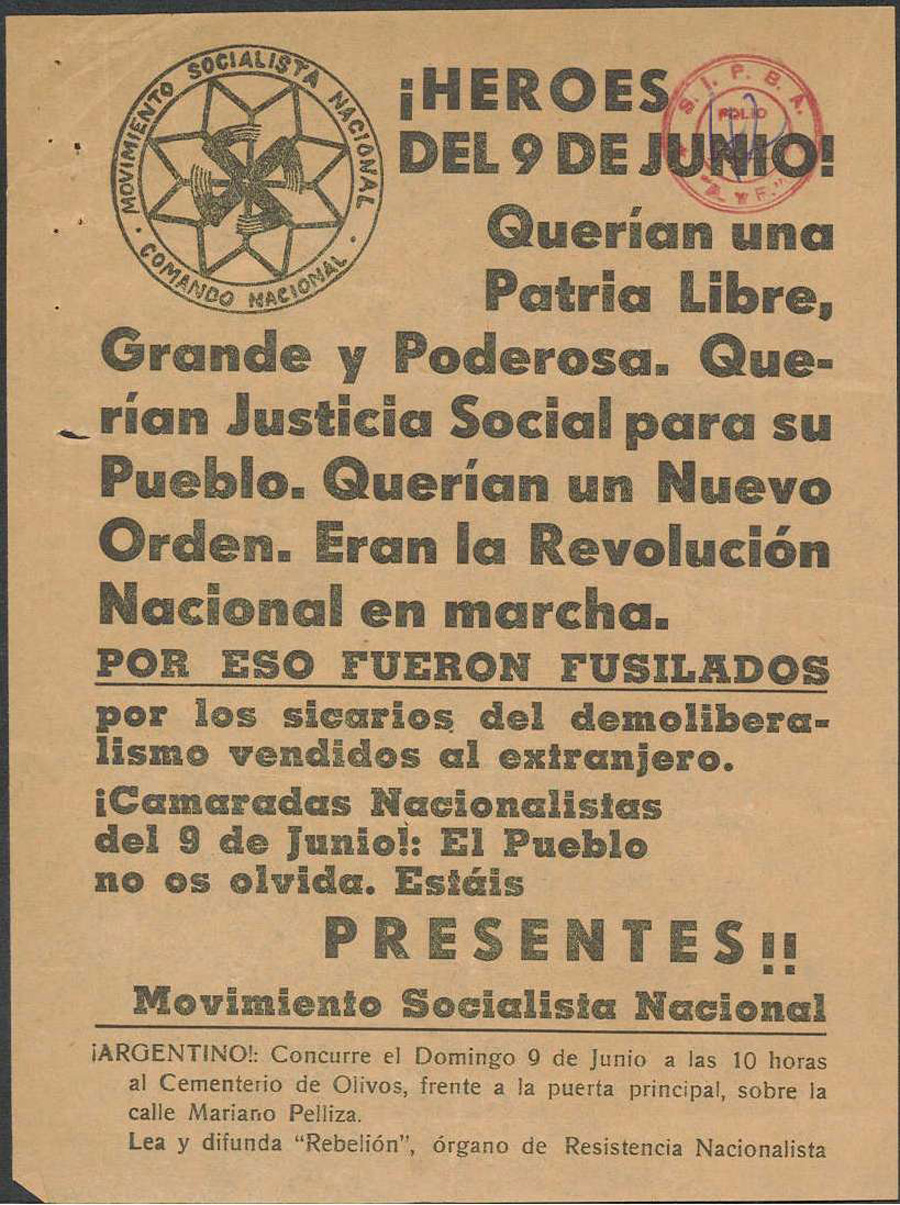 MOVIMIENTO SOCIALISTA NACIONAL
· COMANDO NACIONAL ·
¡HEROES
DEL 9 DE JUNIO!
S. I. P. B. A.
FOLIO
Querían una
Patria Libre,
Grande y Poderosa. Que-
rían Justicia Social para su
Pueblo. Querían un Nuevo
Orden. Eran la Revolución
Nacional en marcha.
POR ESO FUERON FUSILADOS
por los sicarios del demolibera-
lismo vendidos al extranjero.
¡Camaradas Nacionalistas
del 9 de Junio!: El Pueblo
no os olvida. Estáis
PRESENTES!!
Movimiento Socialista Nacional
¡ARGENTINO!: Concurre el Domingo 9 de Junio a las 10 horas
al Cementerio de Olivos, frente a la puerta principal, sobre la
calle Mariano Pelliza.
Lea y difunda "Rebelión", órgano de Resistencia Nacionalista